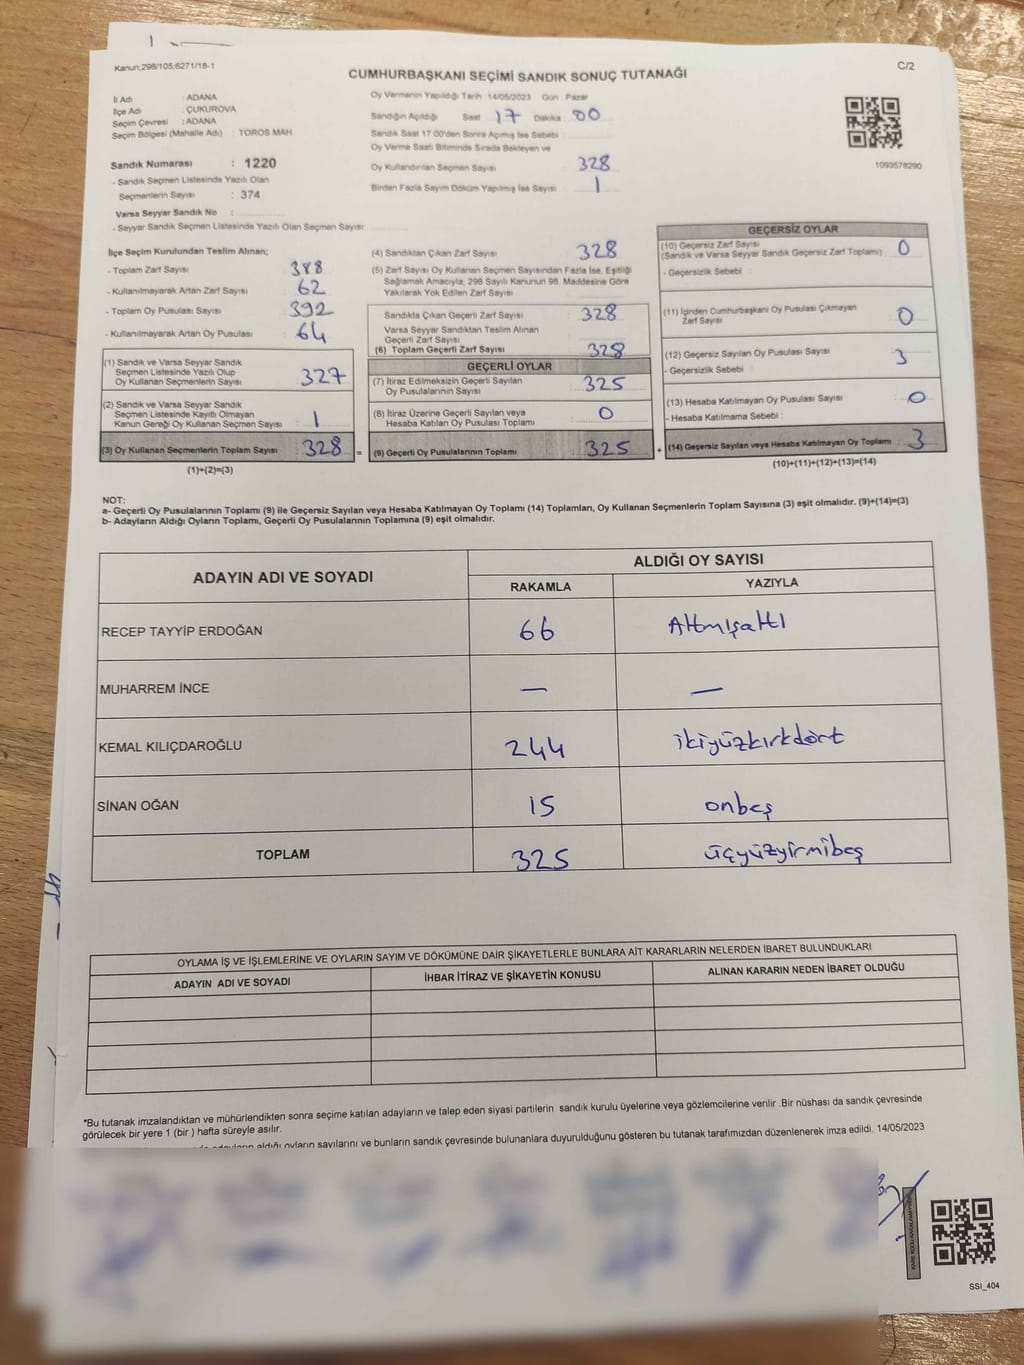 Kanun;298/105;6271/18-1
C/2
CUMHURBAŞKANI SEÇİMİ SANDIK SONUÇ TUTANAĞI
İl Adı : ADANA
İlçe Adı : ÇUKUROVA
Seçim Çevresi : ADANA
Seçim Bölgesi (Mahalle Adı) : TOROS MAH.
Sandık Numarası : 1220
- Sandık Seçmen Listesinde Yazılı Olan
Seçmenlerin Sayısı : 374
Varsa Seyyar Sandık No :
- Seyyar Sandık Seçmen Listesinde Yazılı Olan Seçmen Sayısı :
Oy Vermenin Yapıldığı Tarih :14/05/2023 Gün : Pazar
Sandığın Açıldığı Saat : 17 Dakika : 00
Sandık Saat 17.00'den Sonra Açılmış İse Sebebi :
Oy Verme Saati Bitiminde Sırada Bekleyen ve
Oy Kullandırılan Seçmen Sayısı : 328
Birden Fazla Sayım Döküm Yapılmış İse Sayısı : 1
1093578290
İlçe Seçim Kurulundan Teslim Alınan;
- Toplam Zarf Sayısı : 388
- Kullanılmayarak Artan Zarf Sayısı : 62
- Toplam Oy Pusulası Sayısı : 392
- Kullanılmayarak Artan Oy Pusulası : 64
(1) Sandık ve Varsa Seyyar Sandık
Seçmen Listesinde Yazılı Olup
Oy Kullanan Seçmenlerin Sayısı : 327
(2) Sandık ve Varsa Seyyar Sandık
Seçmen Listesinde Kayıtlı Olmayan
Kanun Gereği Oy Kullanan Seçmen Sayısı : 1
(3) Oy Kullanan Seçmenlerin Toplam Sayısı : 328 =
(1)+(2)=(3)
(4) Sandıktan Çıkan Zarf Sayısı : 328
(5) Zarf Sayısı Oy Kullanan Seçmen Sayısından Fazla İse, Eşitliği
Sağlamak Amacıyla, 298 Sayılı Kanunun 98. Maddesine Göre
Yakılarak Yok Edilen Zarf Sayısı :
Sandıkta Çıkan Geçerli Zarf Sayısı : 328
Varsa Seyyar Sandıktan Teslim Alınan
Geçerli Zarf Sayısı :
(6) Toplam Geçerli Zarf Sayısı : 328
GEÇERLİ OYLAR
(7) İtiraz Edilmeksizin Geçerli Sayılan
Oy Pusulalarının Sayısı : 325
(8) İtiraz Üzerine Geçerli Sayılan veya
Hesaba Katılan Oy Pusulası Toplamı : 0
(9) Geçerli Oy Pusulalarının Toplamı : 325 +
GEÇERSİZ OYLAR
(10) Geçersiz Zarf Sayısı
(Sandık ve Varsa Seyyar Sandık Geçersiz Zarf Toplamı) : 0
- Geçersizlik Sebebi :
(11) İçinden Cumhurbaşkanı Oy Pusulası Çıkmayan
Zarf Sayısı : 0
(12) Geçersiz Sayılan Oy Pusulası Sayısı : 3
- Geçersizlik Sebebi :
(13) Hesaba Katılmayan Oy Pusulası Sayısı : 0
- Hesaba Katılmama Sebebi :
(14) Geçersiz Sayılan veya Hesaba Katılmayan Oy Toplamı : 3
(10)+(11)+(12)+(13)=(14)
NOT:
a- Geçerli Oy Pusulalarının Toplamı (9) ile Geçersiz Sayılan veya Hesaba Katılmayan Oy Toplamı (14) Toplamları, Oy Kullanan Seçmenlerin Toplam Sayısına (3) eşit olmalıdır. (9)+(14)=(3)
b- Adayların Aldığı Oyların Toplamı, Geçerli Oy Pusulalarının Toplamına (9) eşit olmalıdır.
ADAYIN ADI VE SOYADI
ALDIĞI OY SAYISI
RAKAMLA YAZIYLA
RECEP TAYYİP ERDOĞAN 66 Altmışaltı
MUHARREM İNCE — —
KEMAL KILIÇDAROĞLU 244 ikiyüzkırkdört
SİNAN OĞAN 15 onbeş
TOPLAM 325 üçyüzyirmibeş
OYLAMA İŞ VE İŞLEMLERİNE VE OYLARIN SAYIM VE DÖKÜMÜNE DAİR ŞİKAYETLERLE BUNLARA AİT KARARLARIN NELERDEN İBARET BULUNDUKLARI
ADAYIN ADI VE SOYADI İHBAR İTİRAZ VE ŞİKAYETİN KONUSU ALINAN KARARIN NEDEN İBARET OLDUĞU
*Bu tutanak imzalandıktan ve mühürlendikten sonra seçime katılan adayların ve talep eden siyasi partilerin sandık kurulu üyelerine veya gözlemcilerine verilir .Bir nüshası da sandık çevresinde
görülecek bir yere 1 (bir ) hafta süreyle asılır.
aldığı oyların sayılarını ve bunların sandık çevresinde bulunanlara duyurulduğunu gösteren bu tutanak tarafımızdan düzenlenerek imza edildi. 14/05/2023
SSI_404